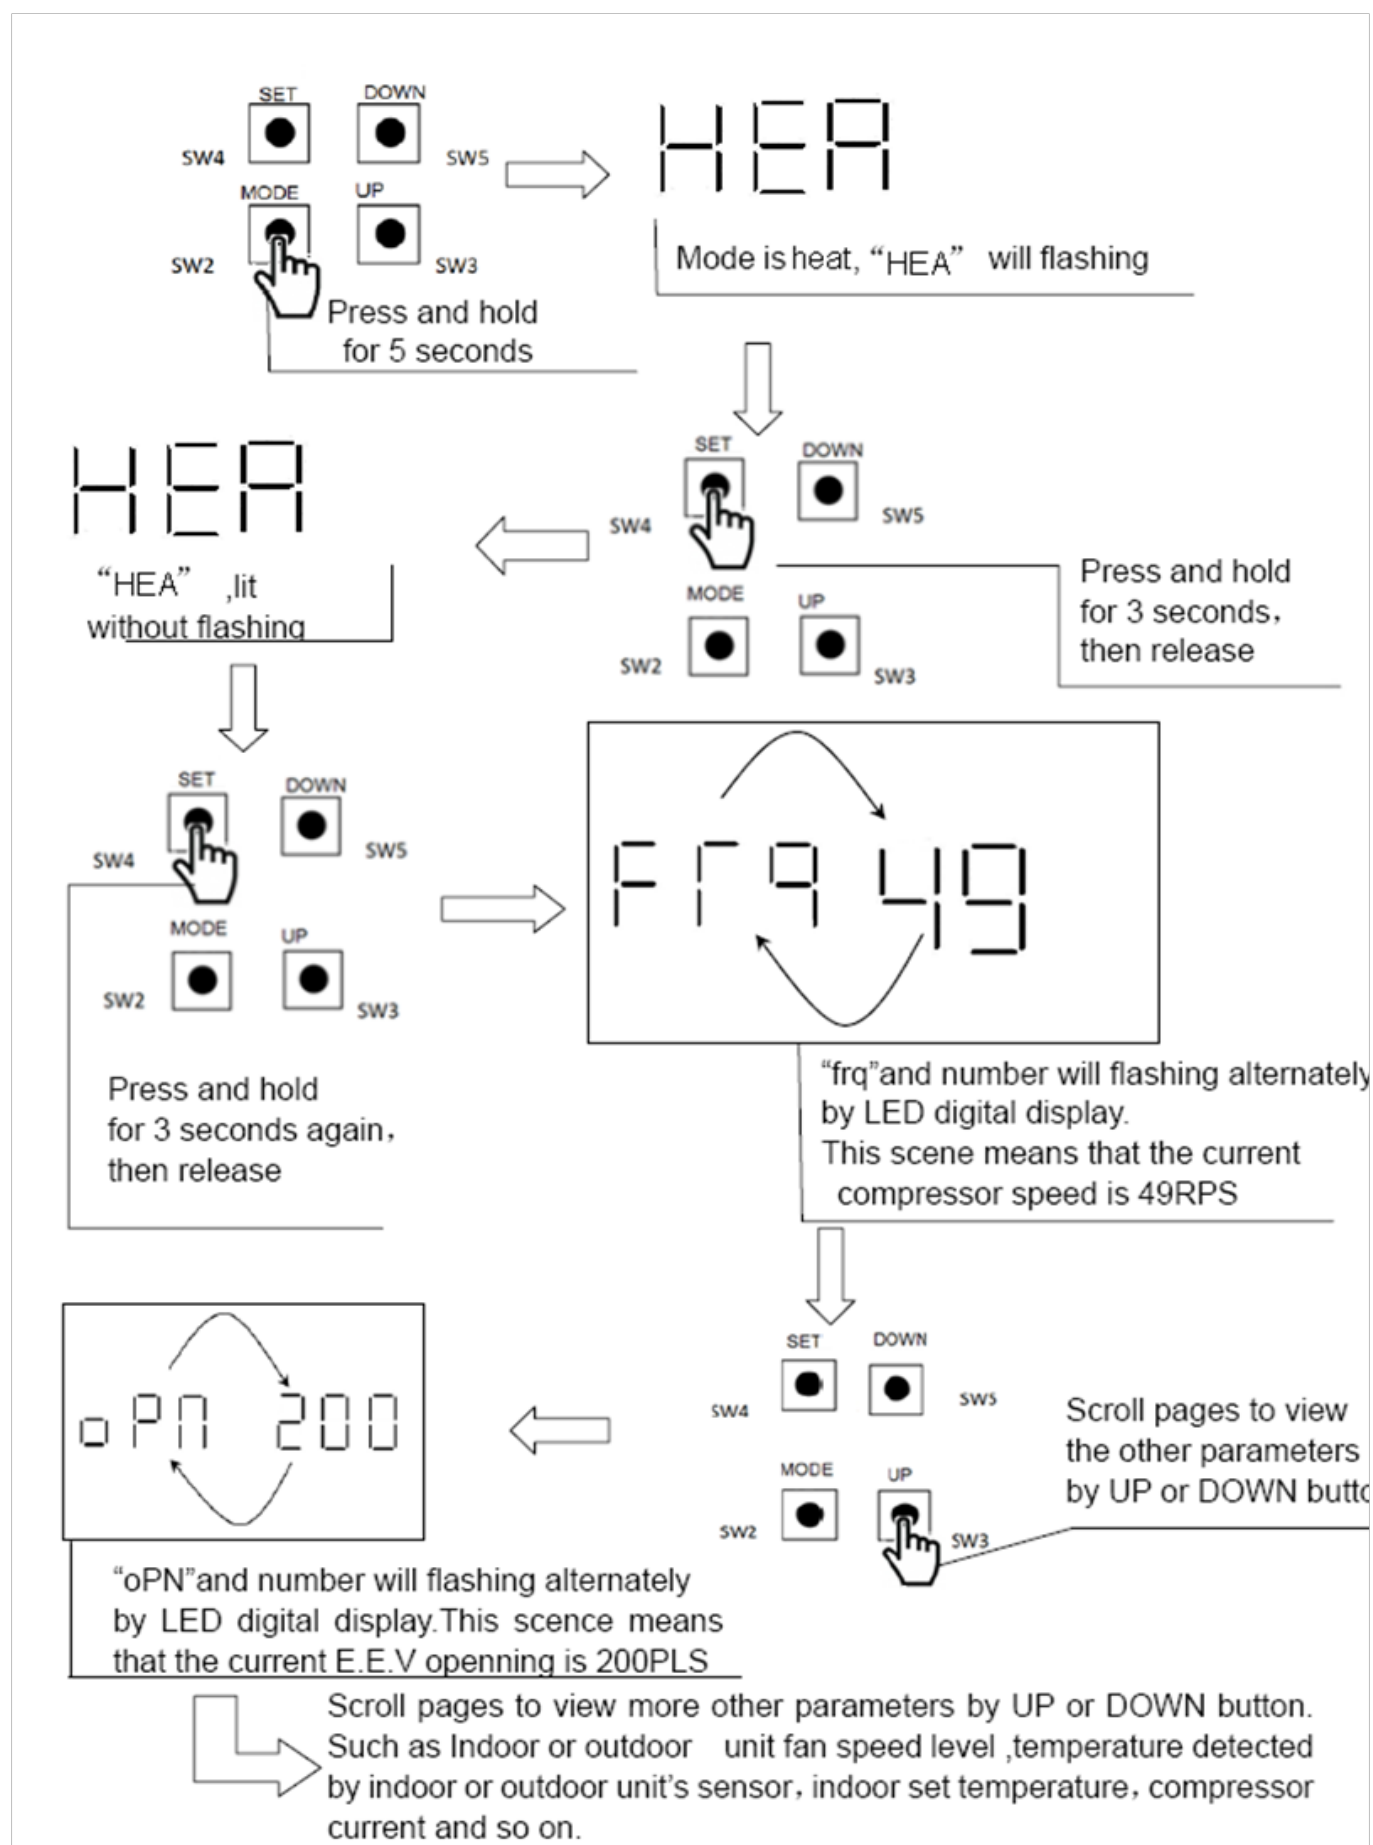 SET DOWN
SW4 SW5
MODE UP
SW2 SW3
Press and hold
for 5 seconds
HEA
Mode is heat, “HEA” will flashing
SET DOWN
SW4 SW5
MODE UP
SW2 SW3
Press and hold
for 3 seconds,
then release
HEA
“HEA” ,lit
without flashing
SET DOWN
SW4 SW5
MODE UP
SW2 SW3
Press and hold
for 3 seconds again,
then release
Frq 49
“frq”and number will flashing alternately
by LED digital display.
This scene means that the current
compressor speed is 49RPS
SET DOWN
SW4 SW5
MODE UP
SW2 SW3
Scroll pages to view
the other parameters
by UP or DOWN butto
oPN 200
“oPN”and number will flashing alternately
by LED digital display.This scence means
that the current E.E.V openning is 200PLS
Scroll pages to view more other parameters by UP or DOWN button.
Such as Indoor or outdoor unit fan speed level ,temperature detected
by indoor or outdoor unit's sensor, indoor set temperature, compressor
current and so on.